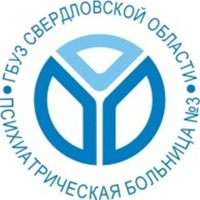 ГБУЗ СВЕРДЛОВСКОЙ ОБЛАСТИ
ПСИХИАТРИЧЕСКАЯ БОЛЬНИЦА №3